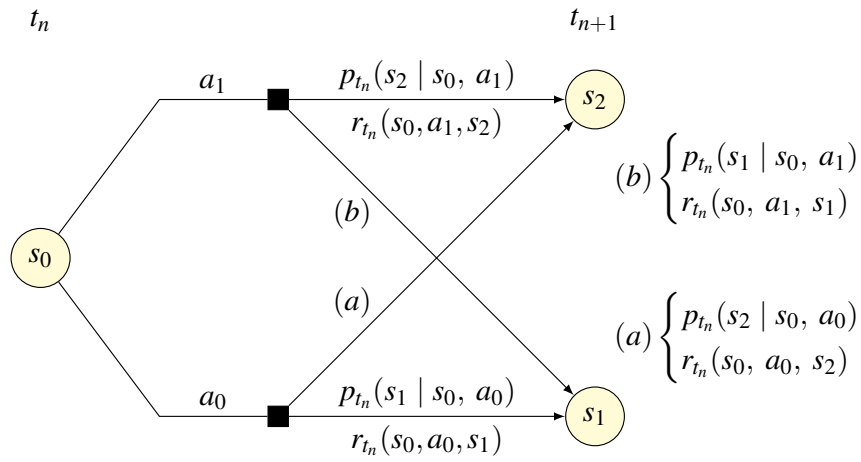 t_n
t_{n+1}
a_1
p_{t_n}(s_2 | s_0, a_1)
r_{t_n}(s_0,a_1,s_2)
s_2
(b) { p_{t_n}(s_1 | s_0, a_1)
r_{t_n}(s_0, a_1, s_1)
(b)
s_0
(a)
(a) { p_{t_n}(s_2 | s_0, a_0)
r_{t_n}(s_0, a_0, s_2)
a_0
p_{t_n}(s_1 | s_0, a_0)
r_{t_n}(s_0,a_0,s_1)
s_1